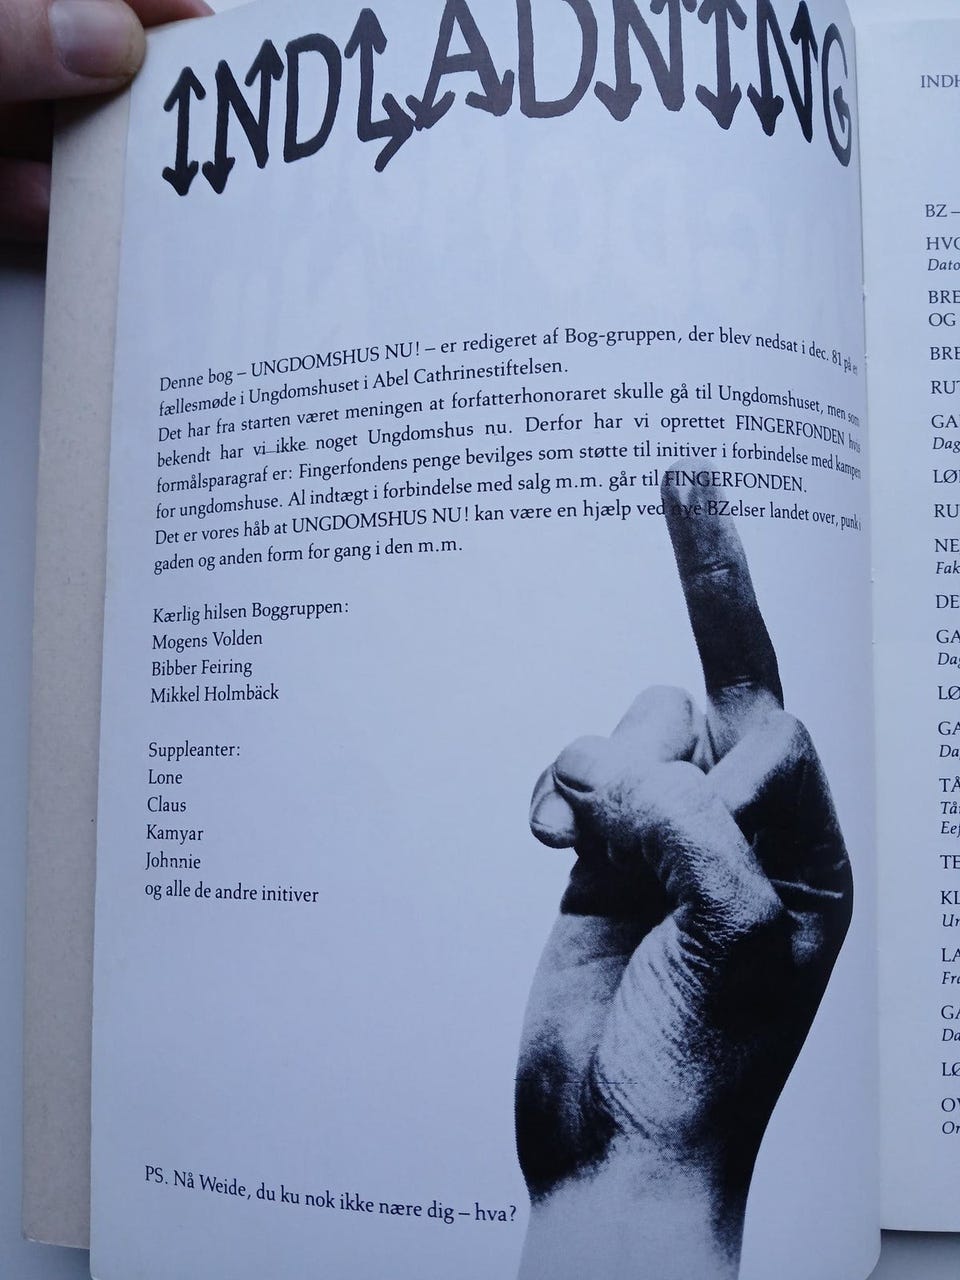 INDLADNING
Denne bog – UNGDOMSHUS NU! – er redigeret af Bog-gruppen, der blev nedsat i dec. 81 på et
fællesmøde i Ungdomshuset i Abel Cathrinestiftelsen.
Det har fra starten været meningen at forfatterhonoraret skulle gå til Ungdomshuset, men som
bekendt har vi ikke noget Ungdomshus nu. Derfor har vi oprettet FINGERFONDEN hvis
formålsparagraf er: Fingerfondens penge bevilges som støtte til initiver i forbindelse med kampen
for ungdomshuse. Al indtægt i forbindelse med salg m.m. går til FINGERFONDEN.
Det er vores håb at UNGDOMSHUS NU! kan være en hjælp ved nye BZelser landet over, punk i
gaden og anden form for gang i den m.m.
Kærlig hilsen Boggruppen:
Mogens Volden
Bibber Feiring
Mikkel Holmbäck
Suppleanter:
Lone
Claus
Kamyar
Johnnie
og alle de andre initiver
PS. Nå Weide, du ku nok ikke nære dig – hva?
BZ –
OG